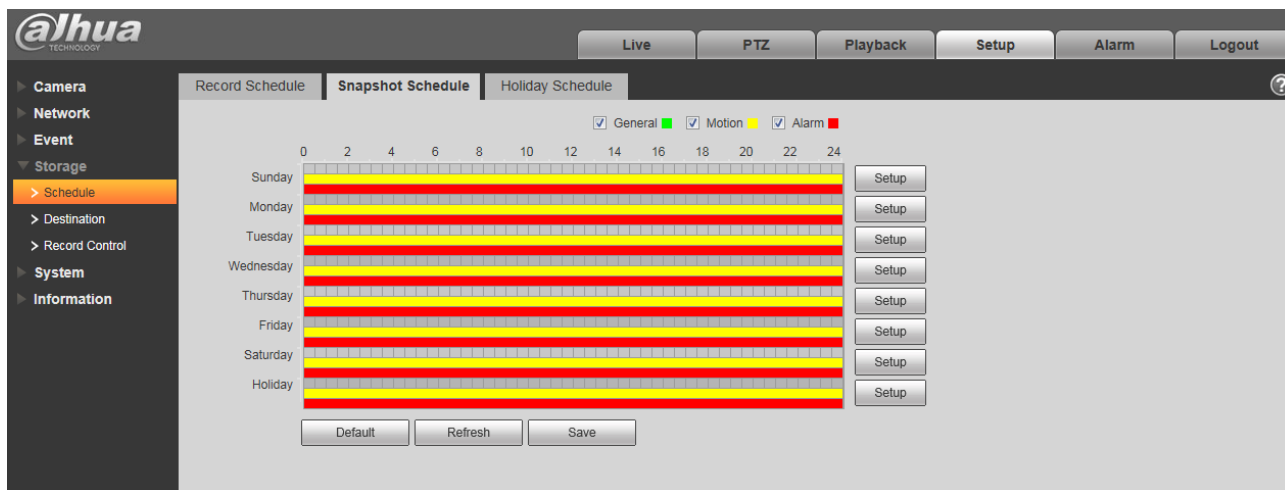 alhua
TECHNOLOGY
Live PTZ Playback Setup Alarm Logout
Camera
Network
Event
Storage
> Schedule
> Destination
> Record Control
System
Information
Record Schedule Snapshot Schedule Holiday Schedule ?
General Motion Alarm
0 2 4 6 8 10 12 14 16 18 20 22 24
Sunday Setup
Monday Setup
Tuesday Setup
Wednesday Setup
Thursday Setup
Friday Setup
Saturday Setup
Holiday Setup
Default Refresh Save